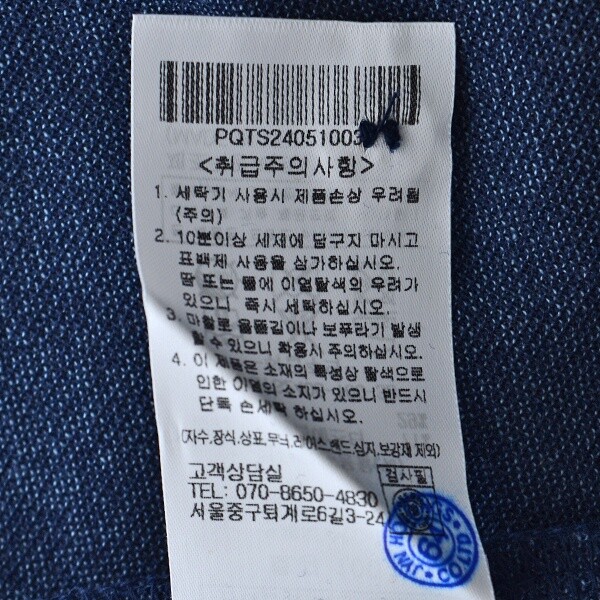 PQTS24051003
<취급주의사항>
1. 세탁기 사용시 제품손상 우려됨
(주의)
2. 10분이상 세제에 담구지 마시고
표백제 사용을 삼가하십시오.
땀 또는 물에 이염탈색의 우려가
있으니 즉시 세탁하십시오.
3. 마찰로 올뜯김이나 보푸라기 발생
할 수 있으니 착용시 주의하십시오.
4. 이 제품은 소재의 특성상 탈색으로
인한 이염의 소지가 있으니 반드시
단독 손세탁 하십시오.
(자수,장식,상표,무늬,레이스,밴드,심지,보강재 제외)
고객상담실
검사필
TEL: 070-8650-4830
서울중구퇴계로6길3-24
CO.LTD